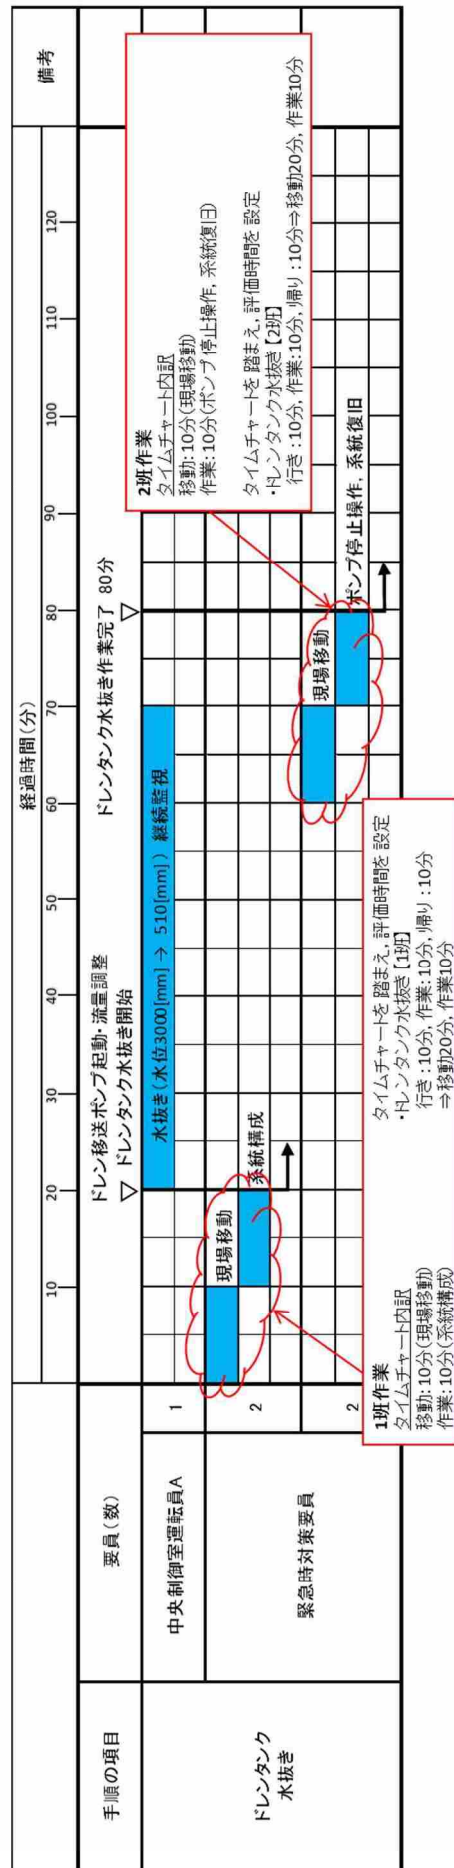 手順の項目
要員(数)
経過時間(分)
備考
10
20
30
40
50
60
70
80
90
100
110
120
ドレン移送ポンプ起動・流量調整
▽ ドレンタンク水抜き開始
ドレンタンク水抜き作業完了 80分
▽
ドレンタンク
水抜き
中央制御室運転員A
1
水抜き(水位3000[mm] → 510[mm]) 継続監視
緊急時対策要員
2
現場移動
系統構成
2
現場移動
ポンプ停止操作, 系統復旧
1班作業
タイムチャート内訳
移動:10分(現場移動)
作業:10分(系統構成)
タイムチャートを踏まえ, 評価時間を設定
・ドレンタンク水抜き【1班】
行き:10分, 作業:10分, 帰り:10分
⇒移動20分, 作業10分
2班作業
タイムチャート内訳
移動:10分(現場移動)
作業:10分(ポンプ停止操作, 系統復旧)
タイムチャートを踏まえ, 評価時間を設定
・ドレンタンク水抜き【2班】
行き:10分, 作業:10分, 帰り:10分⇒移動20分, 作業10分